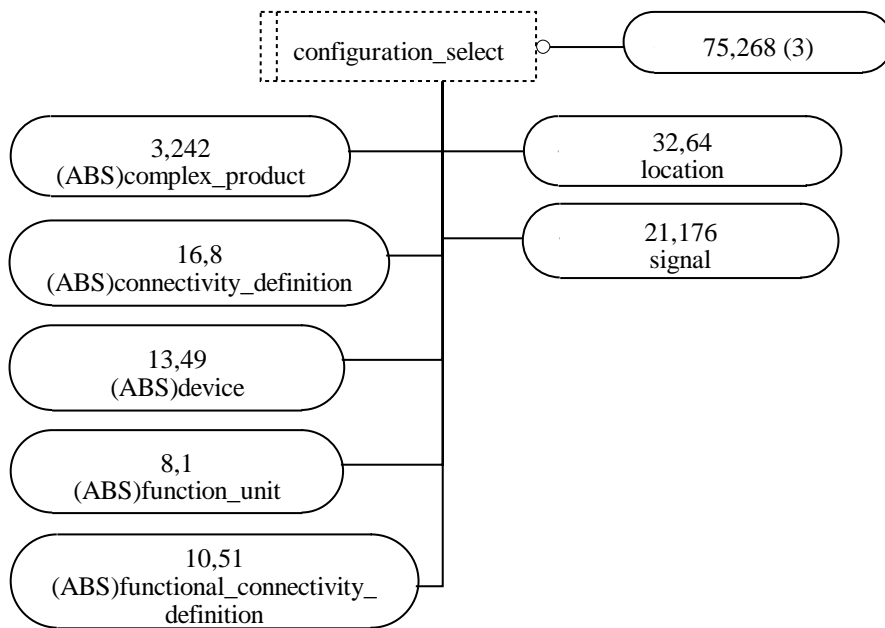 configuration_select
75,268 (3)
3,242
(ABS)complex_product
32,64
location
16,8
(ABS)connectivity_definition
21,176
signal
13,49
(ABS)device
8,1
(ABS)function_unit
10,51
(ABS)functional_connectivity_
definition